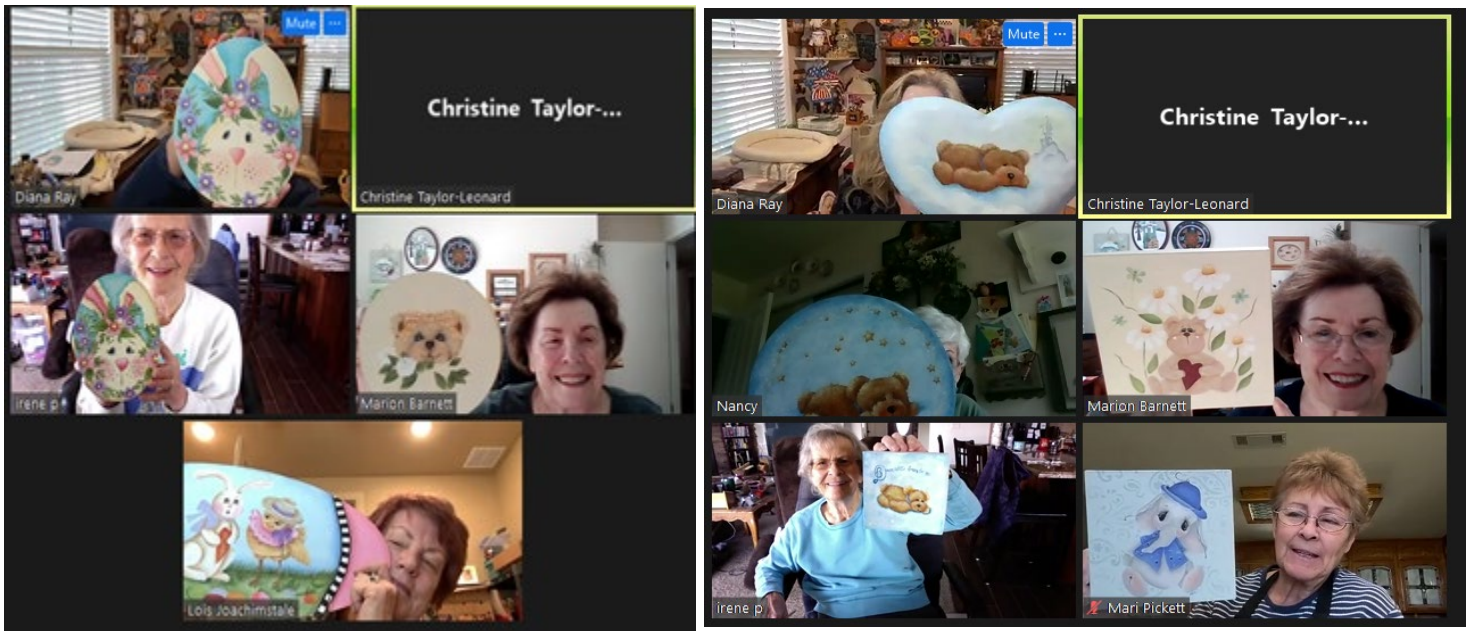 Mute ...
Christine Taylor-...
Diana Ray
Christine Taylor-Leonard
irene p
Marion Barnett
Lois Joachimstale
Mute ...
Christine Taylor-...
Diana Ray
Christine Taylor-Leonard
Nancy
Marion Barnett
irene p
Mari Pickett